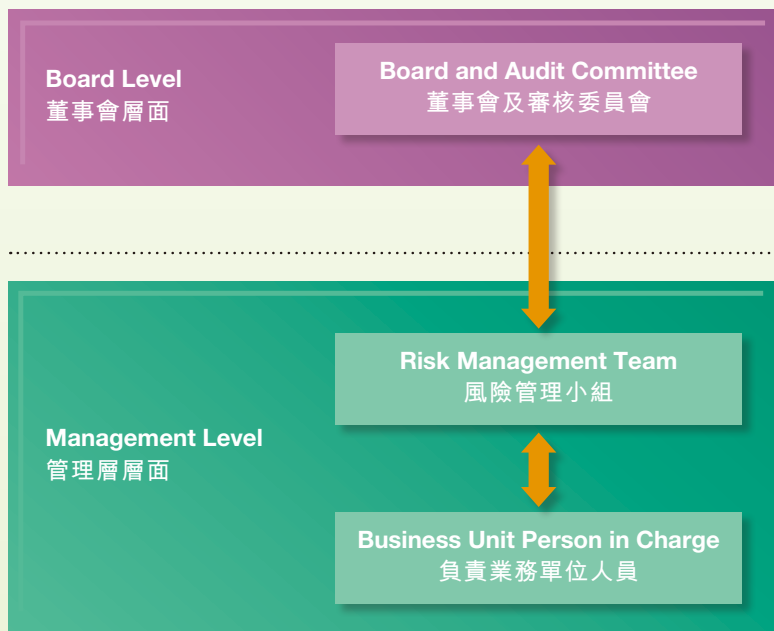 Board Level
董事會層面
Board and Audit Committee
董事會及審核委員會
Risk Management Team
風險管理小組
Management Level
管理層層面
Business Unit Person in Charge
負責業務單位人員